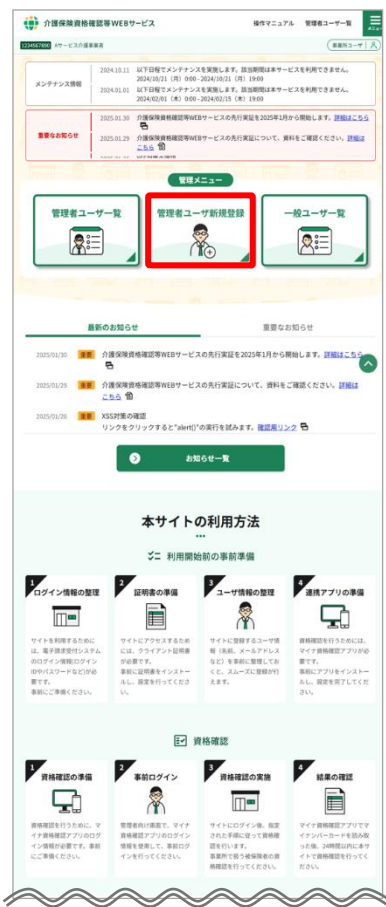 介護保険資格確認等WEBサービス
操作マニュアル
管理者ユーザ一覧
メニュー
1234567890 Aサービス介護事業者
事業所ユーザ
メンテナンス情報
2024.10.11 以下日程でメンテナンスを実施します。該当期間は本サービスを利用できません。
2024/10/21（月）0:00 - 2024/10/21（月）19:00
2024.01.01 以下日程でメンテナンスを実施します。該当期間は本サービスを利用できません。
2024/02/01（木）0:00 - 2024/02/15（木）19:00
重要なお知らせ
2025.01.30 介護保険資格確認等WEBサービスの先行実証を2025年1月から開始します。詳細はこちら
2025.01.29 介護保険資格確認等WEBサービスの先行実証について、資料をご確認ください。詳細は
こちら
管理メニュー
管理者ユーザ一覧
管理者ユーザ新規登録
一般ユーザ一覧
最新のお知らせ
重要なお知らせ
2025/01/30 重要 介護保険資格確認等WEBサービスの先行実証を2025年1月から開始します。詳細はこちら
2025/01/29 重要 介護保険資格確認等WEBサービスの先行実証について、資料をご確認ください。詳細は
こちら
2025/01/26 重要 XSS対策の確認
リンクをクリックすると"alert()"の実行を試みます。確認用リンク
お知らせ一覧
本サイトの利用方法
利用開始前の事前準備
1
ログイン情報の整理
サイトを利用するために
は、電子請求受付システム
のログイン情報(ログイン
IDやパスワードなど)が必
要です。
事前にご準備ください。
2
証明書の準備
サイトにアクセスするため
には、クライアント証明書
が必要です。
事前に証明書をインストー
ルし、設定を行ってくださ
い。
3
ユーザ情報の整理
サイトに登録するユーザ情
報（名前、メールアドレス
など）を事前に整理してお
くと、スムーズに登録が行
えます。
4
連携アプリの準備
資格確認を行うためには、
マイナ資格確認アプリが必
要です。
事前にアプリをインストー
ルし、設定を完了してくだ
さい。
資格確認
1
資格確認の準備
資格確認を行うために、マ
イナ資格確認アプリのログ
イン情報が必要です。事前
にご準備ください。
2
事前ログイン
管理者向け画面で、マイナ
資格確認アプリのログイン
情報を使用して、事前ログ
インを行ってください。
3
資格確認の実施
サイトにログイン後、指定
された手順に従って資格確
認を行います。
事業所で扱う被保険者の資
格確認を行ってください。
4
結果の確認
マイナ資格確認アプリでマ
イナンバーカードを読み取
った後、24時間以内に本サ
イトで資格確認を行ってく
ださい。